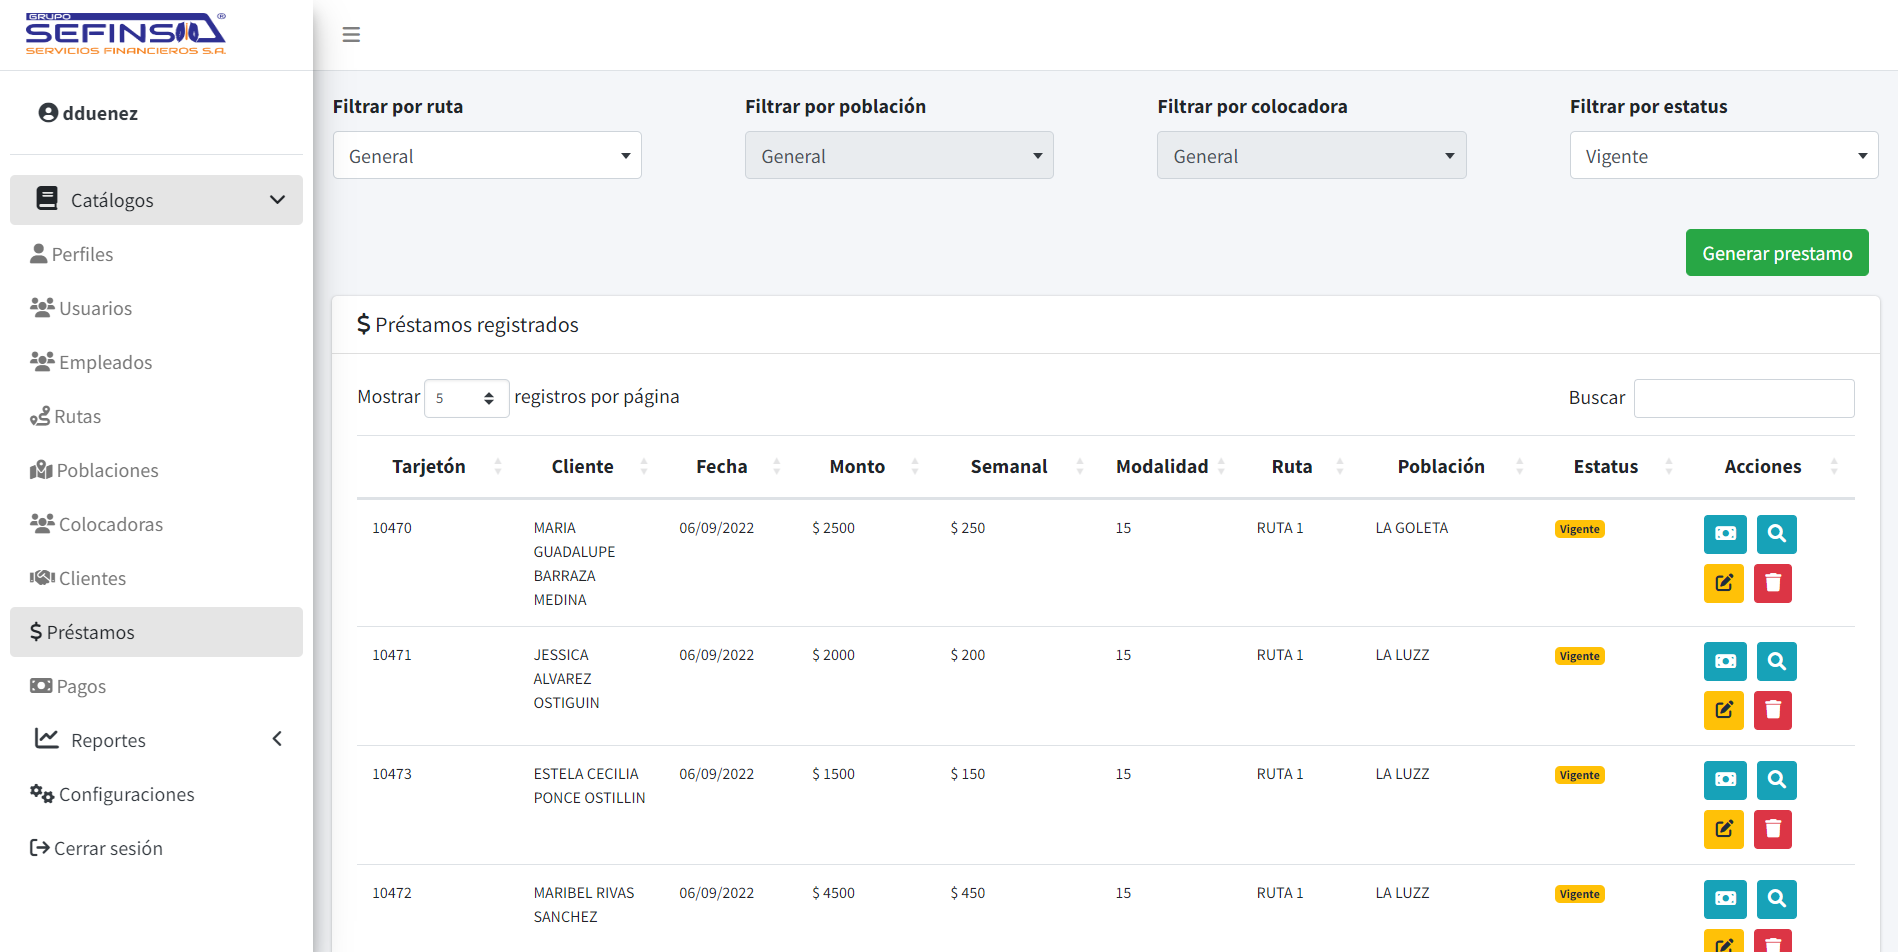 GRUPO
SEFINSA®
SERVICIOS FINANCIEROS S.A.
dduenez
Catálogos
Perfiles
Usuarios
Empleados
Rutas
Poblaciones
Colocadoras
Clientes
Préstamos
Pagos
Reportes
Configuraciones
Cerrar sesión
Filtrar por ruta
General
Filtrar por población
General
Filtrar por colocadora
General
Filtrar por estatus
Vigente
Generar prestamo
$ Préstamos registrados
Mostrar 5 registros por página
Buscar
Tarjetón Cliente Fecha Monto Semanal Modalidad Ruta Población Estatus Acciones
10470 MARIA GUADALUPE BARRAZA MEDINA 06/09/2022 $ 2500 $ 250 15 RUTA 1 LA GOLETA Vigente
10471 JESSICA ALVAREZ OSTIGUIN 06/09/2022 $ 2000 $ 200 15 RUTA 1 LA LUZZ Vigente
10473 ESTELA CECILIA PONCE OSTILLIN 06/09/2022 $ 1500 $ 150 15 RUTA 1 LA LUZZ Vigente
10472 MARIBEL RIVAS SANCHEZ 06/09/2022 $ 4500 $ 450 15 RUTA 1 LA LUZZ Vigente